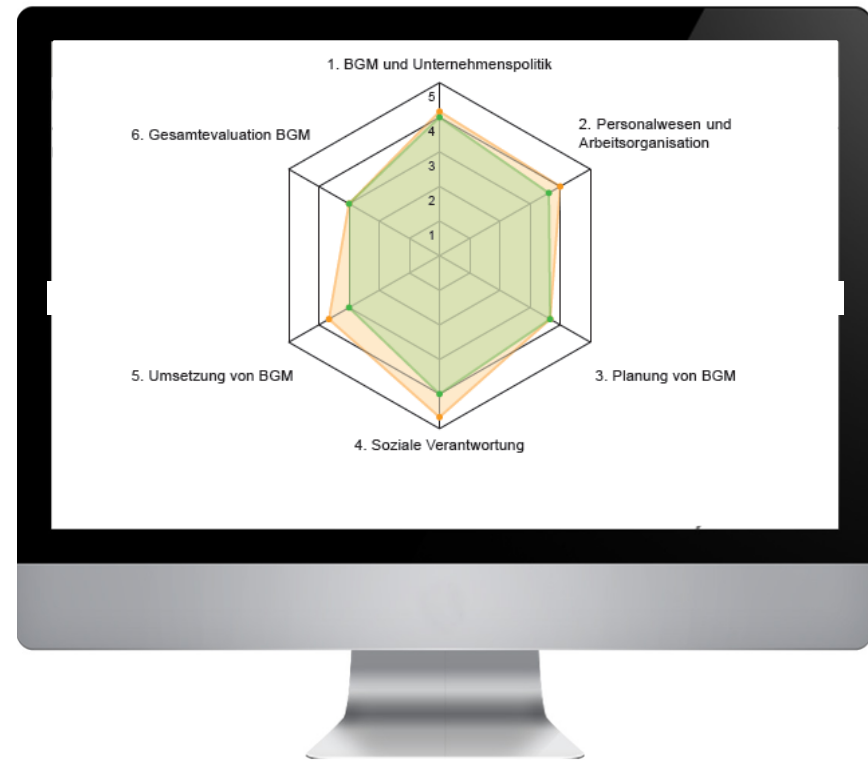 1. BGM und Unternehmenspolitik
5
6. Gesamtevaluation BGM
2. Personalwesen und
Arbeitsorganisation
4
3
2
1
5. Umsetzung von BGM
3. Planung von BGM
4. Soziale Verantwortung